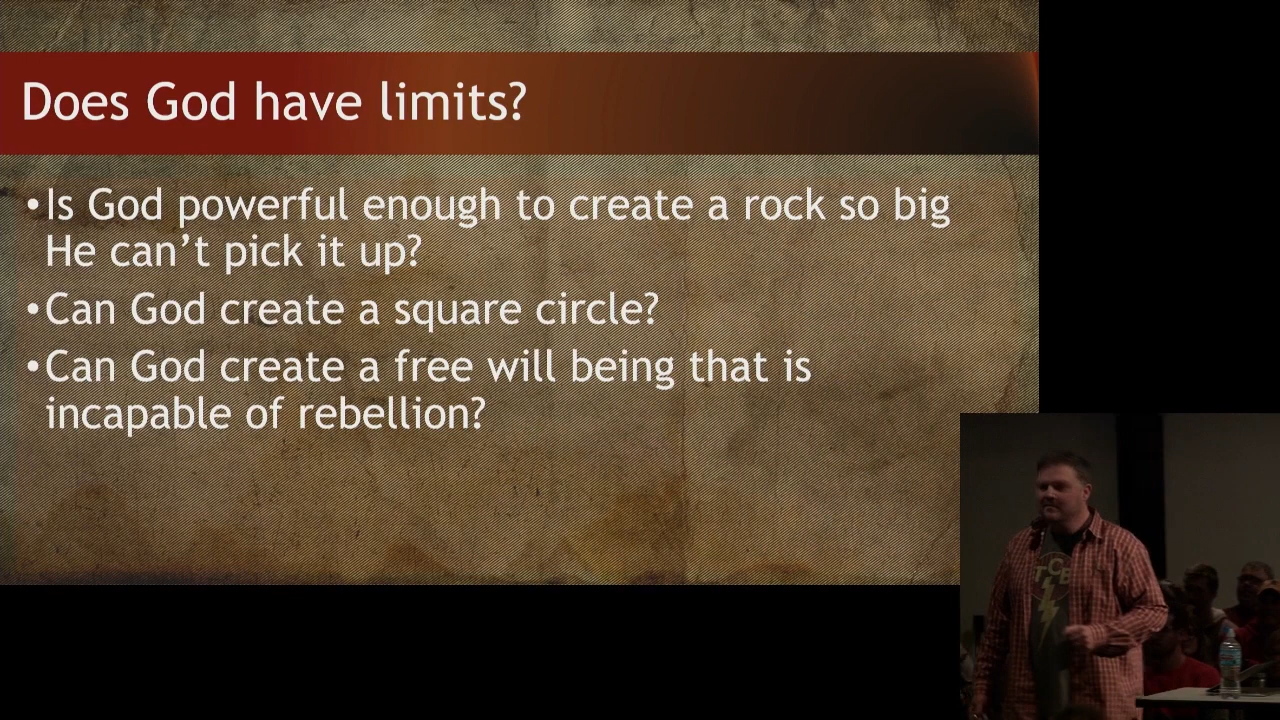 Does God have limits?
•Is God powerful enough to create a rock so big
He can't pick it up?
•Can God create a square circle?
•Can God create a free will being that is
incapable of rebellion?
TCB